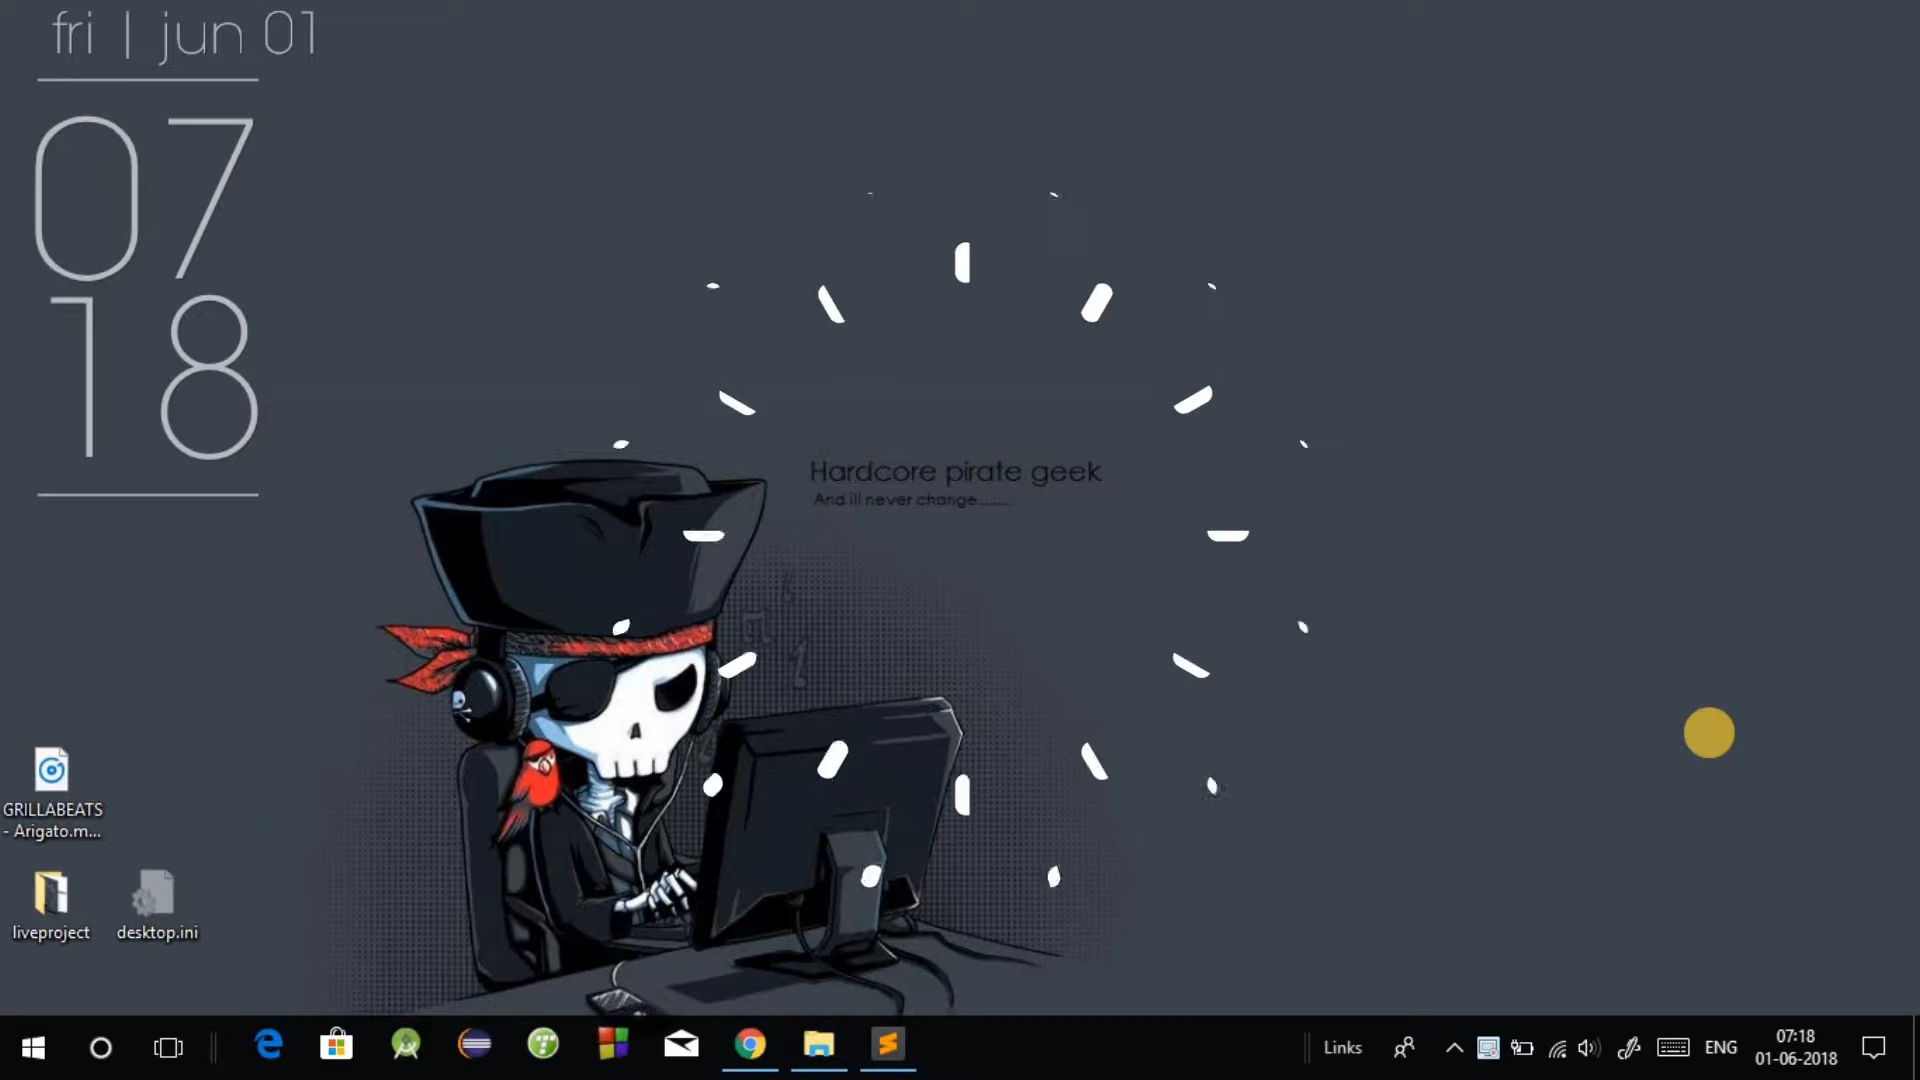 fri | jun 01
07
18
Hardcore pirate geek
And ill never change.......
GRILLABEATS
- Arigato.m...
liveproject
desktop.ini
Links
ENG
07:18
01-06-2018